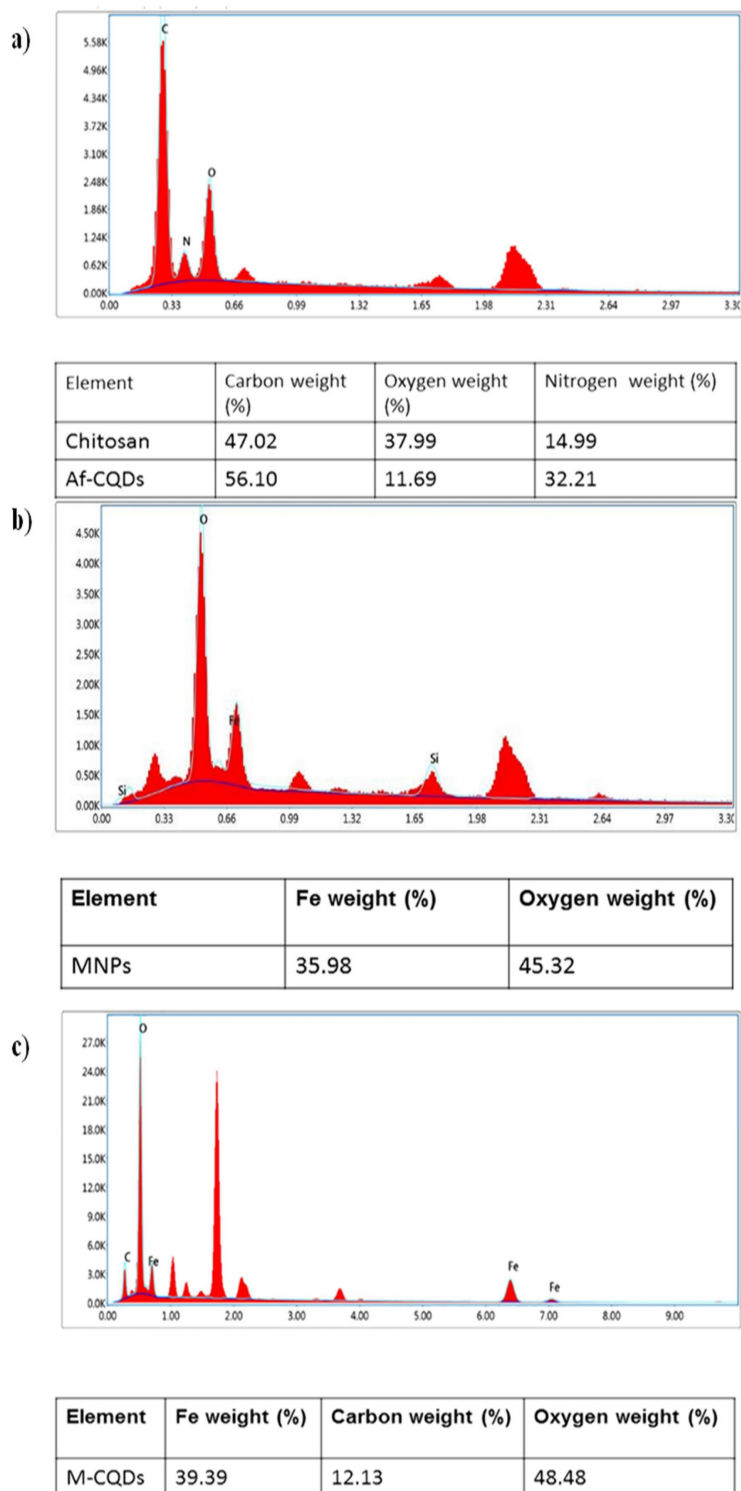 a)
C
5.58K
4.96K
4.34K
3.72K
3.10K
2.48K
O
1.86K
1.24K
N
0.62K
0.00K
0.00 0.33 0.66 0.99 1.32 1.65 1.98 2.31 2.64 2.97 3.30
Element Carbon weight (%) Oxygen weight (%) Nitrogen weight (%)
Chitosan 47.02 37.99 14.99
Af-CQDs 56.10 11.69 32.21
b)
O
4.50K
4.00K
3.50K
3.00K
2.50K
2.00K
1.50K
Fe
1.00K
Si
0.50K
Si
0.00K
0.00 0.33 0.66 0.99 1.32 1.65 1.98 2.31 2.64 2.97 3.30
Element Fe weight (%) Oxygen weight (%)
MNPs 35.98 45.32
c)
O
27.0K
24.0K
21.0K
18.0K
15.0K
12.0K
9.0K
6.0K
C Fe Fe Fe
3.0K
0.0K
0.00 1.00 2.00 3.00 4.00 5.00 6.00 7.00 8.00 9.00
Element Fe weight (%) Carbon weight (%) Oxygen weight (%)
M-CQDs 39.39 12.13 48.48